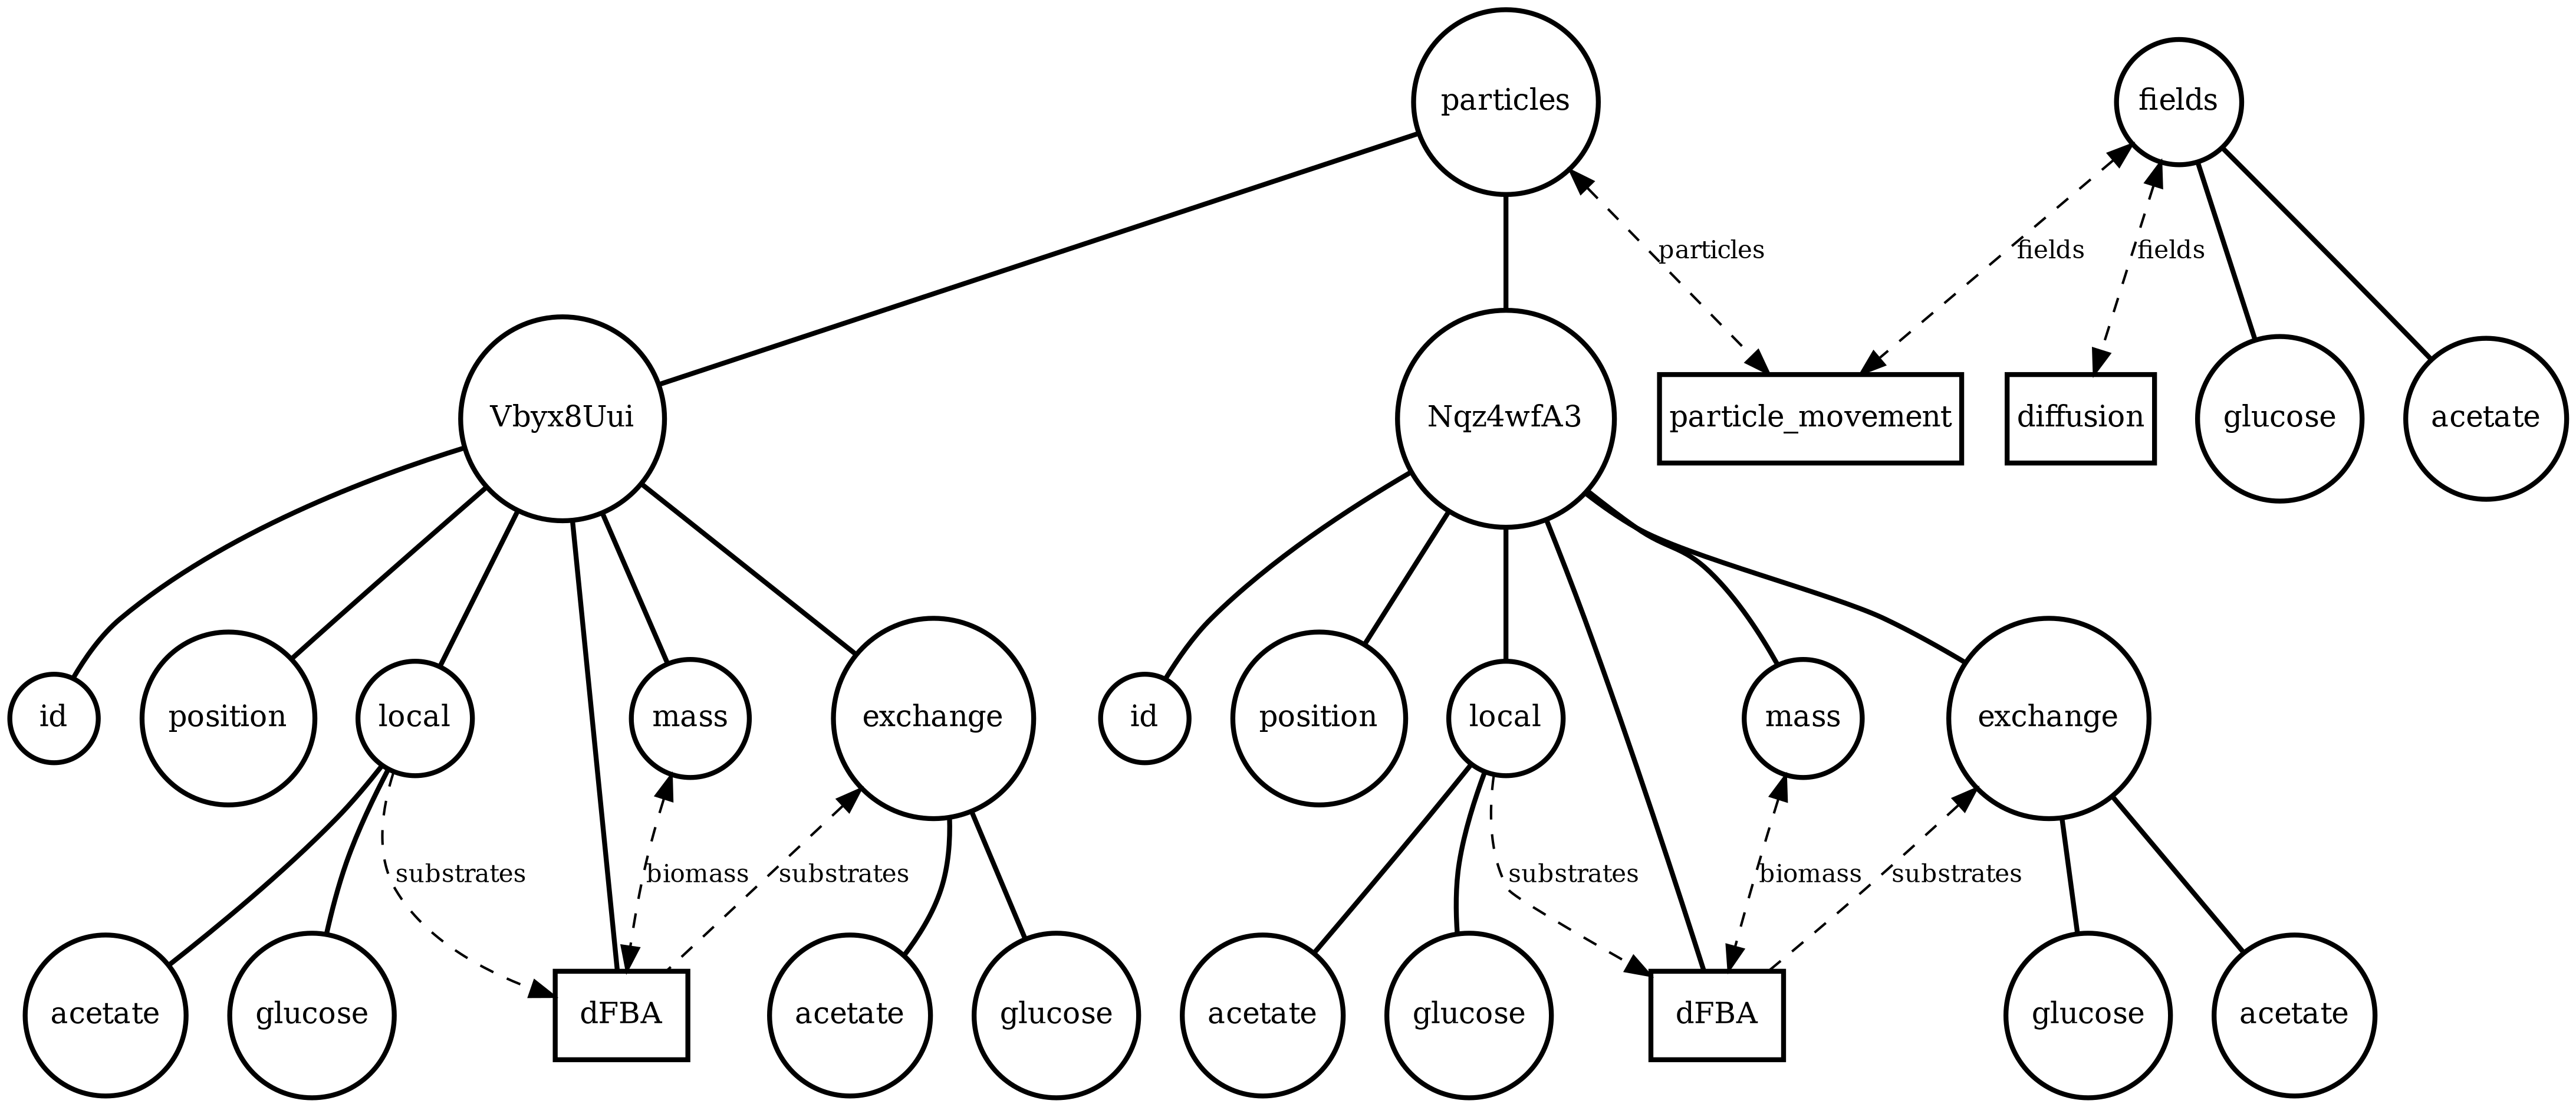 particles
fields
particles
fields
fields
Vbyx8Uui
Nqz4wfA3
particle_movement
diffusion
glucose
acetate
id
position
local
mass
exchange
id
position
local
mass
exchange
substrates
biomass
substrates
substrates
biomass
substrates
acetate
glucose
dFBA
acetate
glucose
acetate
glucose
dFBA
glucose
acetate